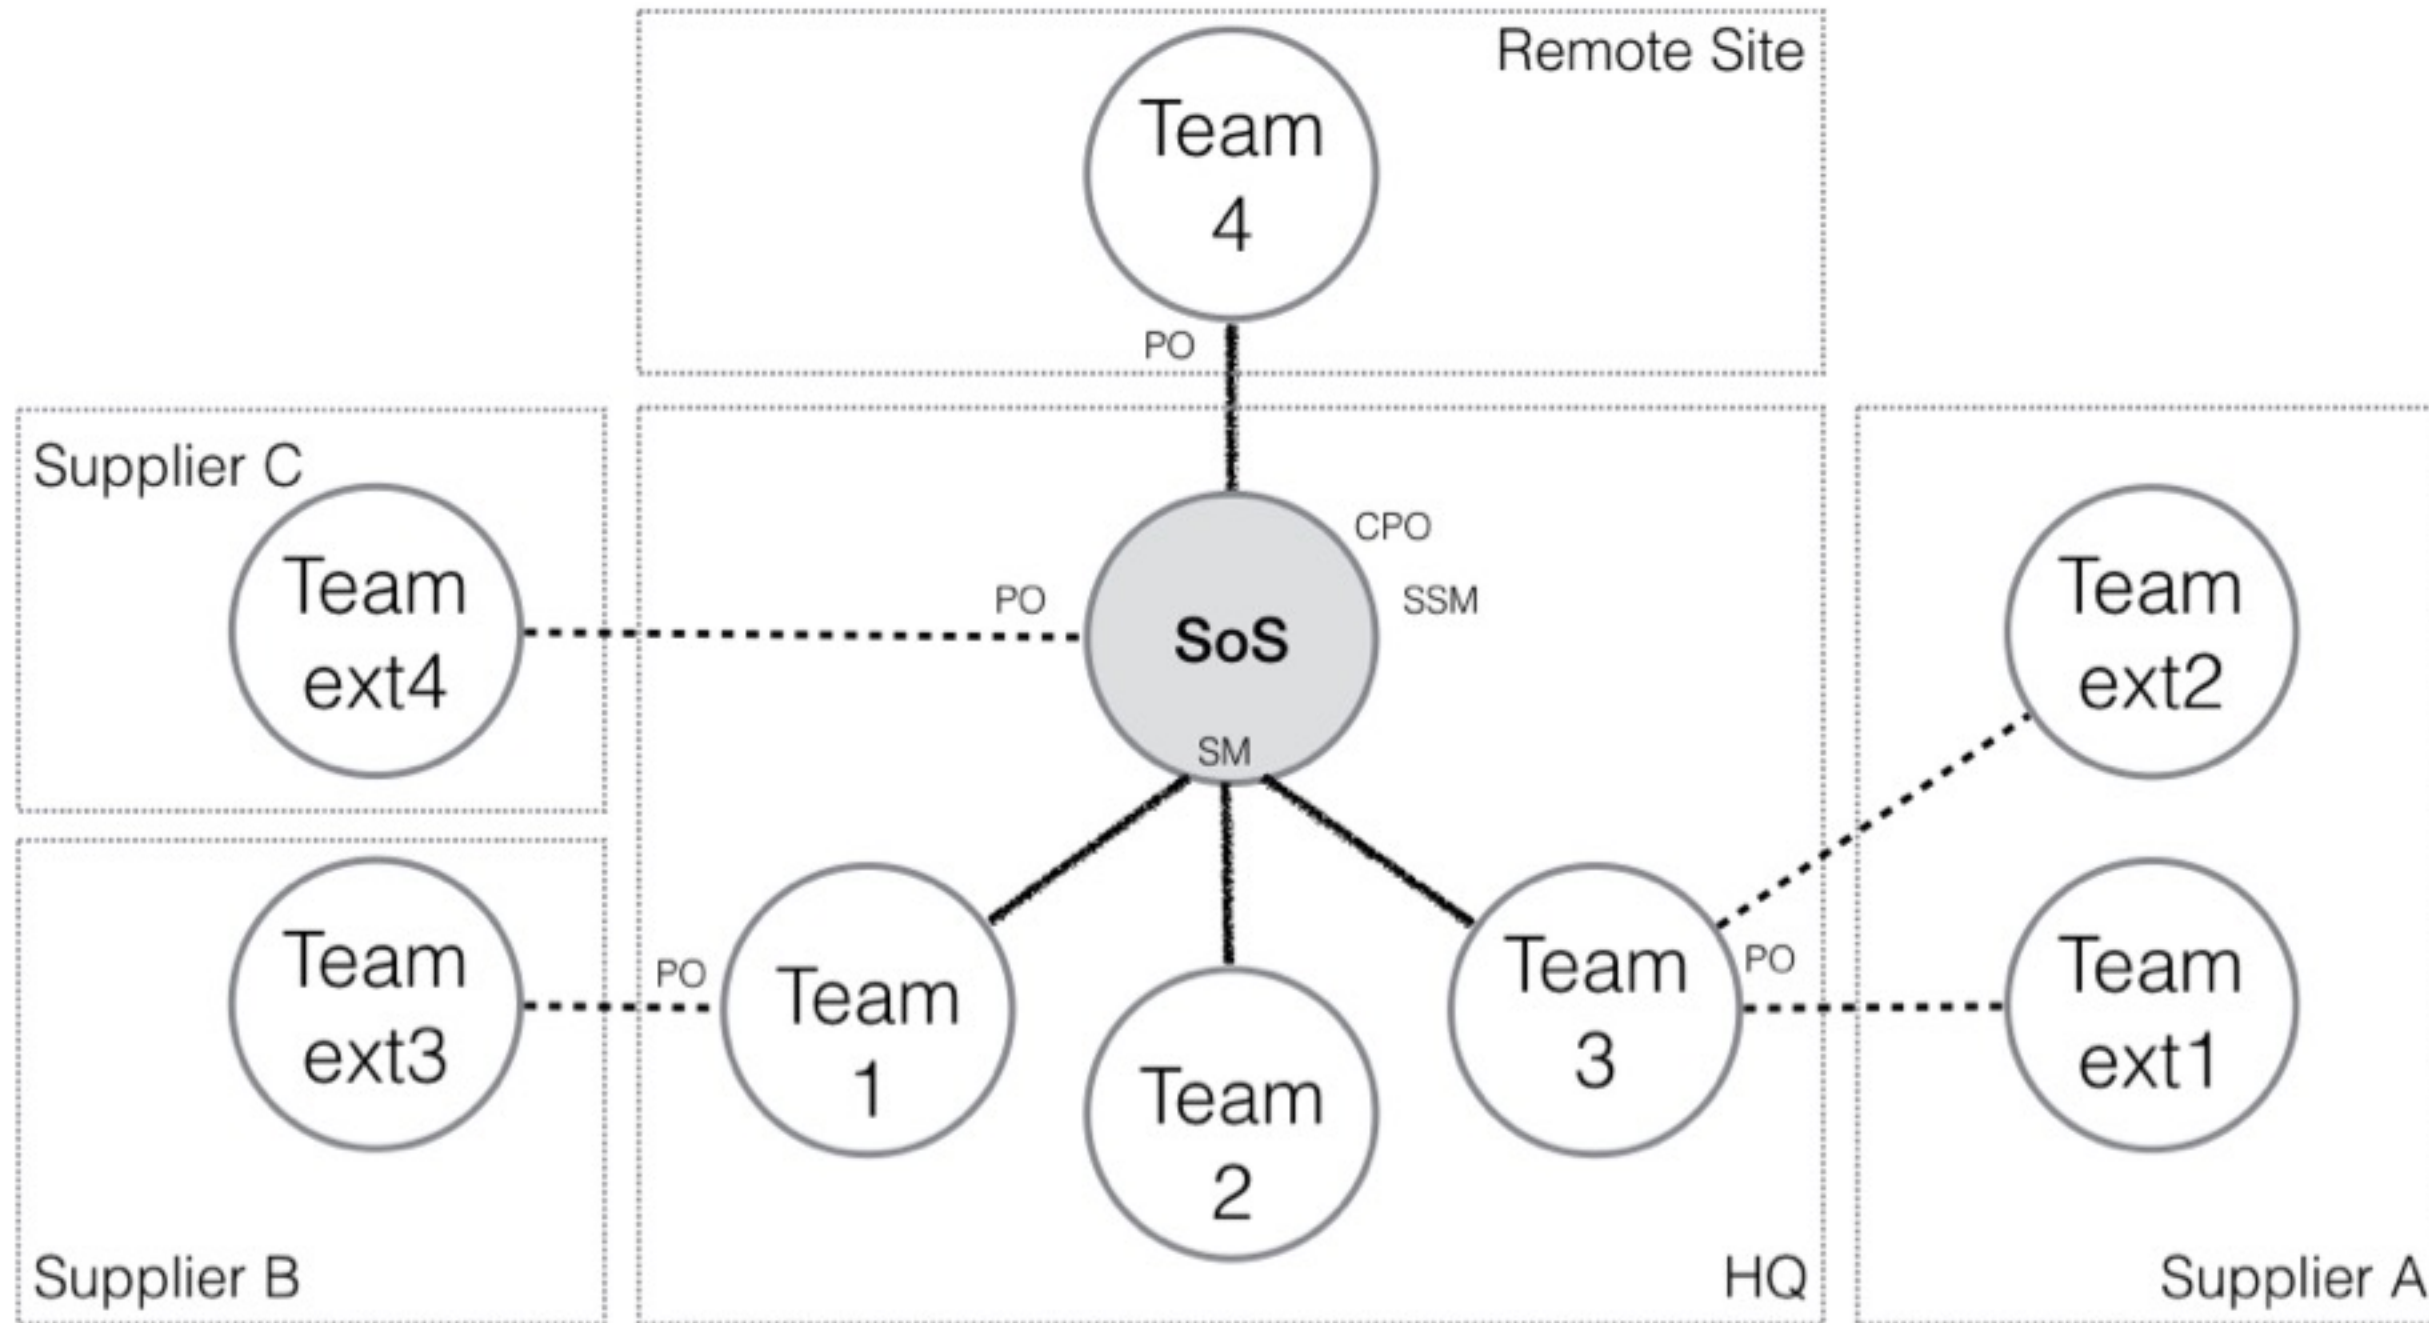 Remote Site
Team
4
PO
Supplier C
Team
ext4
PO
CPO
SSM
SoS
SM
Team
ext2
Team
ext3
PO
Team
1
Team
2
Team
3
PO
Team
ext1
Supplier B
HQ
Supplier A